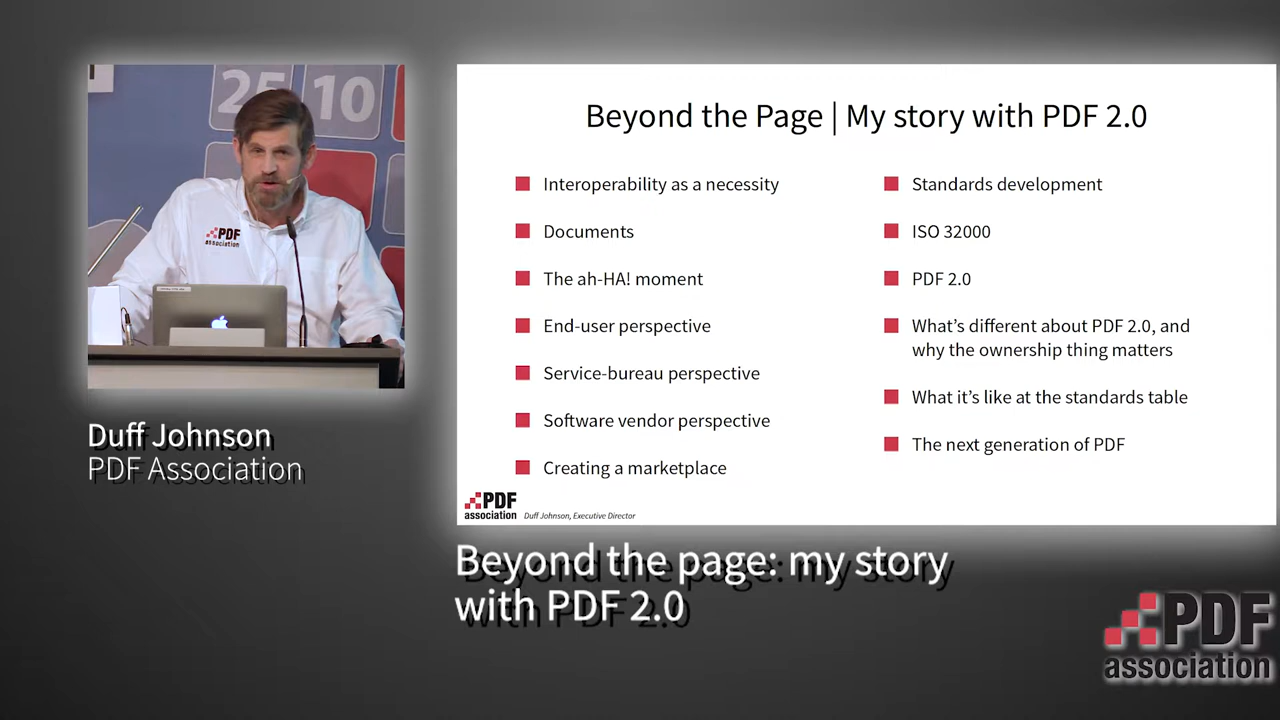 25
10
PDF
association
Duff Johnson
PDF Association
Beyond the Page | My story with PDF 2.0
Interoperability as a necessity
Documents
The ah-HA! moment
End-user perspective
Service-bureau perspective
Software vendor perspective
Creating a marketplace
Standards development
ISO 32000
PDF 2.0
What’s different about PDF 2.0, and
why the ownership thing matters
What it’s like at the standards table
The next generation of PDF
PDF
association
Duff Johnson, Executive Director
Beyond the page: my story
with PDF 2.0
PDF
association